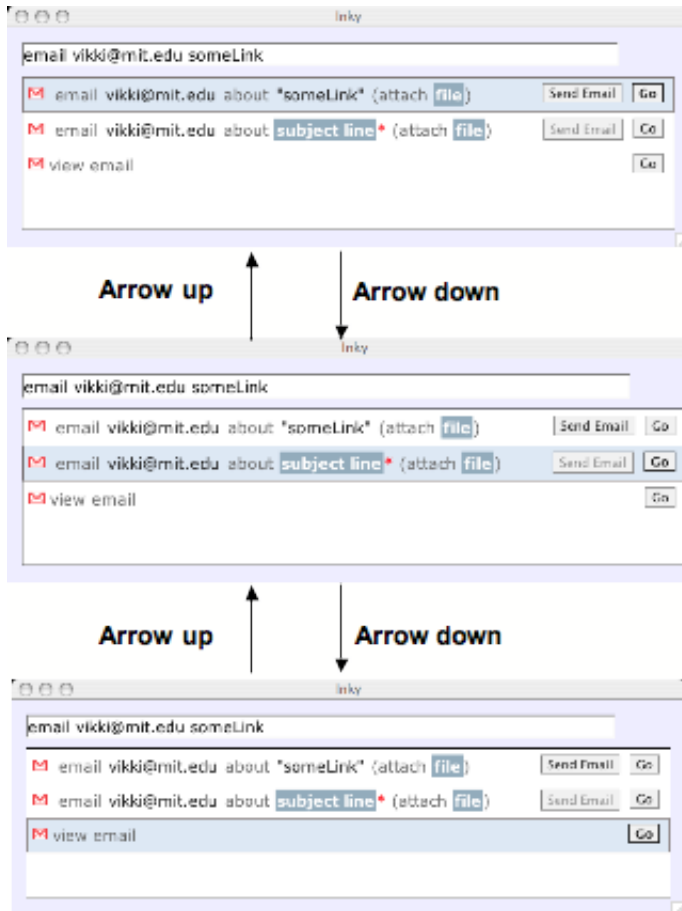 Inky
email vikki@mit.edu someLink
email vikki@mit.edu about "someLink" (attach file) Send Email Go
email vikki@mit.edu about subject line* (attach file) Send Email Go
view email Go
Arrow up Arrow down
Inky
email vikki@mit.edu someLink
email vikki@mit.edu about "someLink" (attach file) Send Email Go
email vikki@mit.edu about subject line* (attach file) Send Email Go
view email Go
Arrow up Arrow down
Inky
email vikki@mit.edu someLink
email vikki@mit.edu about "someLink" (attach file) Send Email Go
email vikki@mit.edu about subject line* (attach file) Send Email Go
view email Go